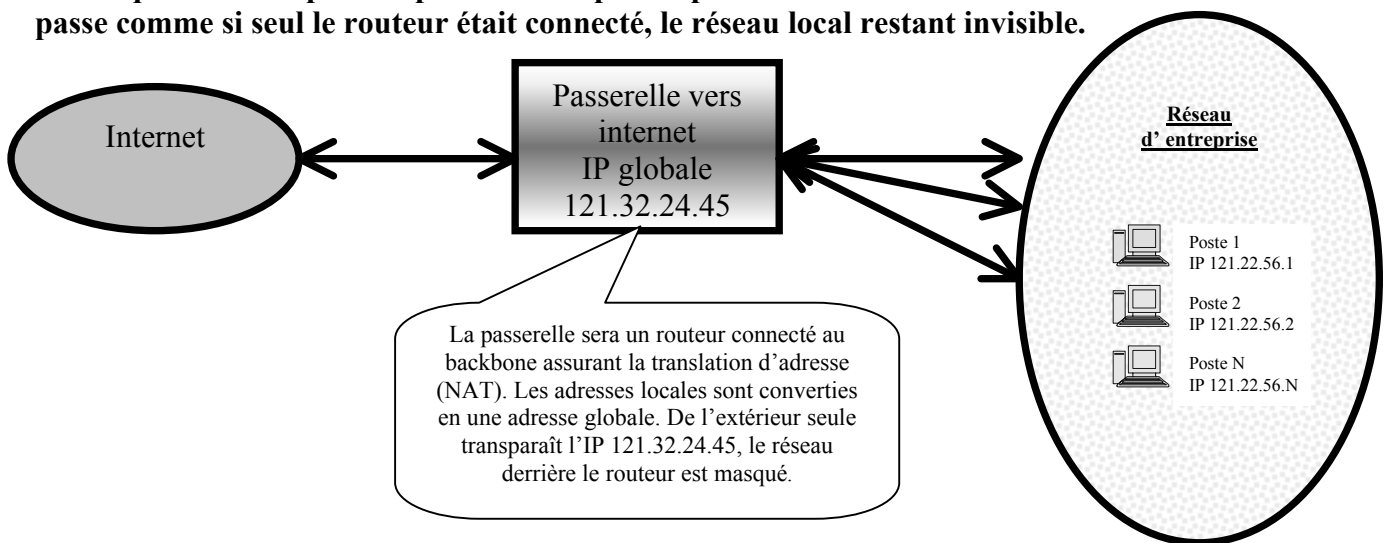 passe comme si seul le routeur était connecté, le réseau local restant invisible.
Internet
Passerelle vers
internet
IP globale
121.32.24.45
Réseau
d’ entreprise
Poste 1
IP 121.22.56.1
Poste 2
IP 121.22.56.2
Poste N
IP 121.22.56.N
La passerelle sera un routeur connecté au
backbone assurant la translation d’adresse
(NAT). Les adresses locales sont converties
en une adresse globale. De l’extérieur seule
transparaît l’IP 121.32.24.45, le réseau
derrière le routeur est masqué.